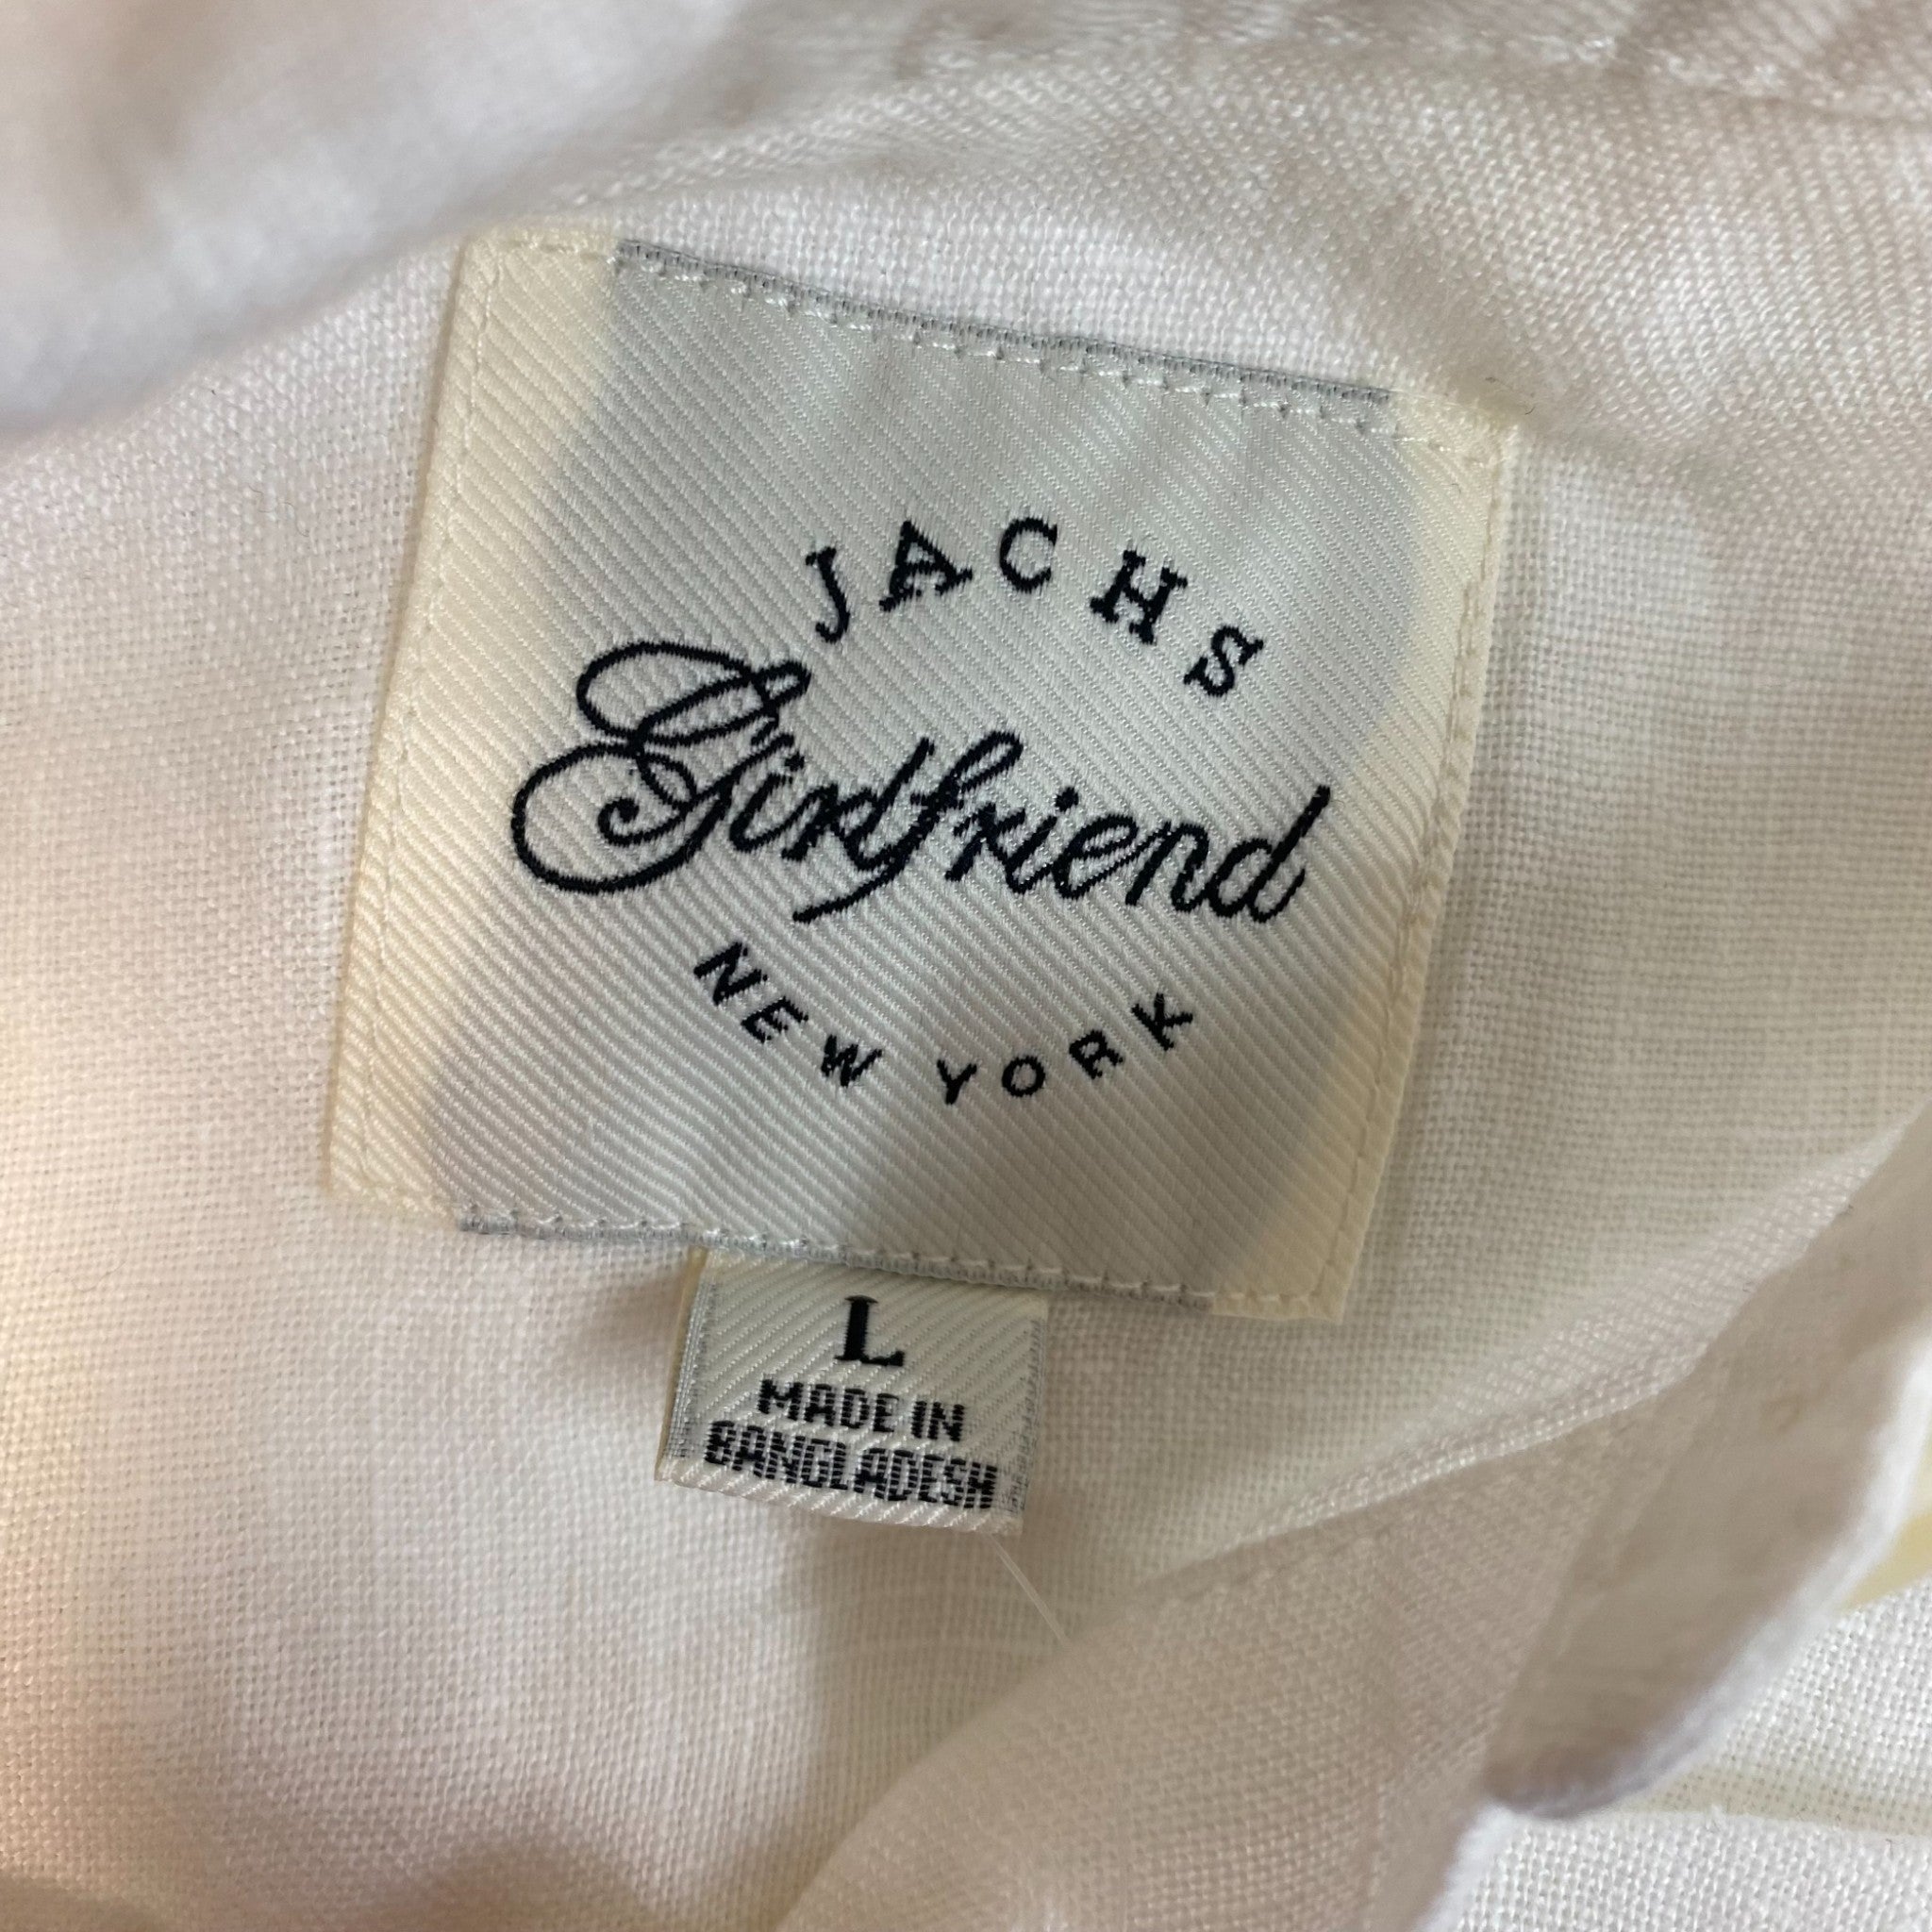 JACHS
Girlfriend
NEW YORK
L
MADE IN
BANGLADESH